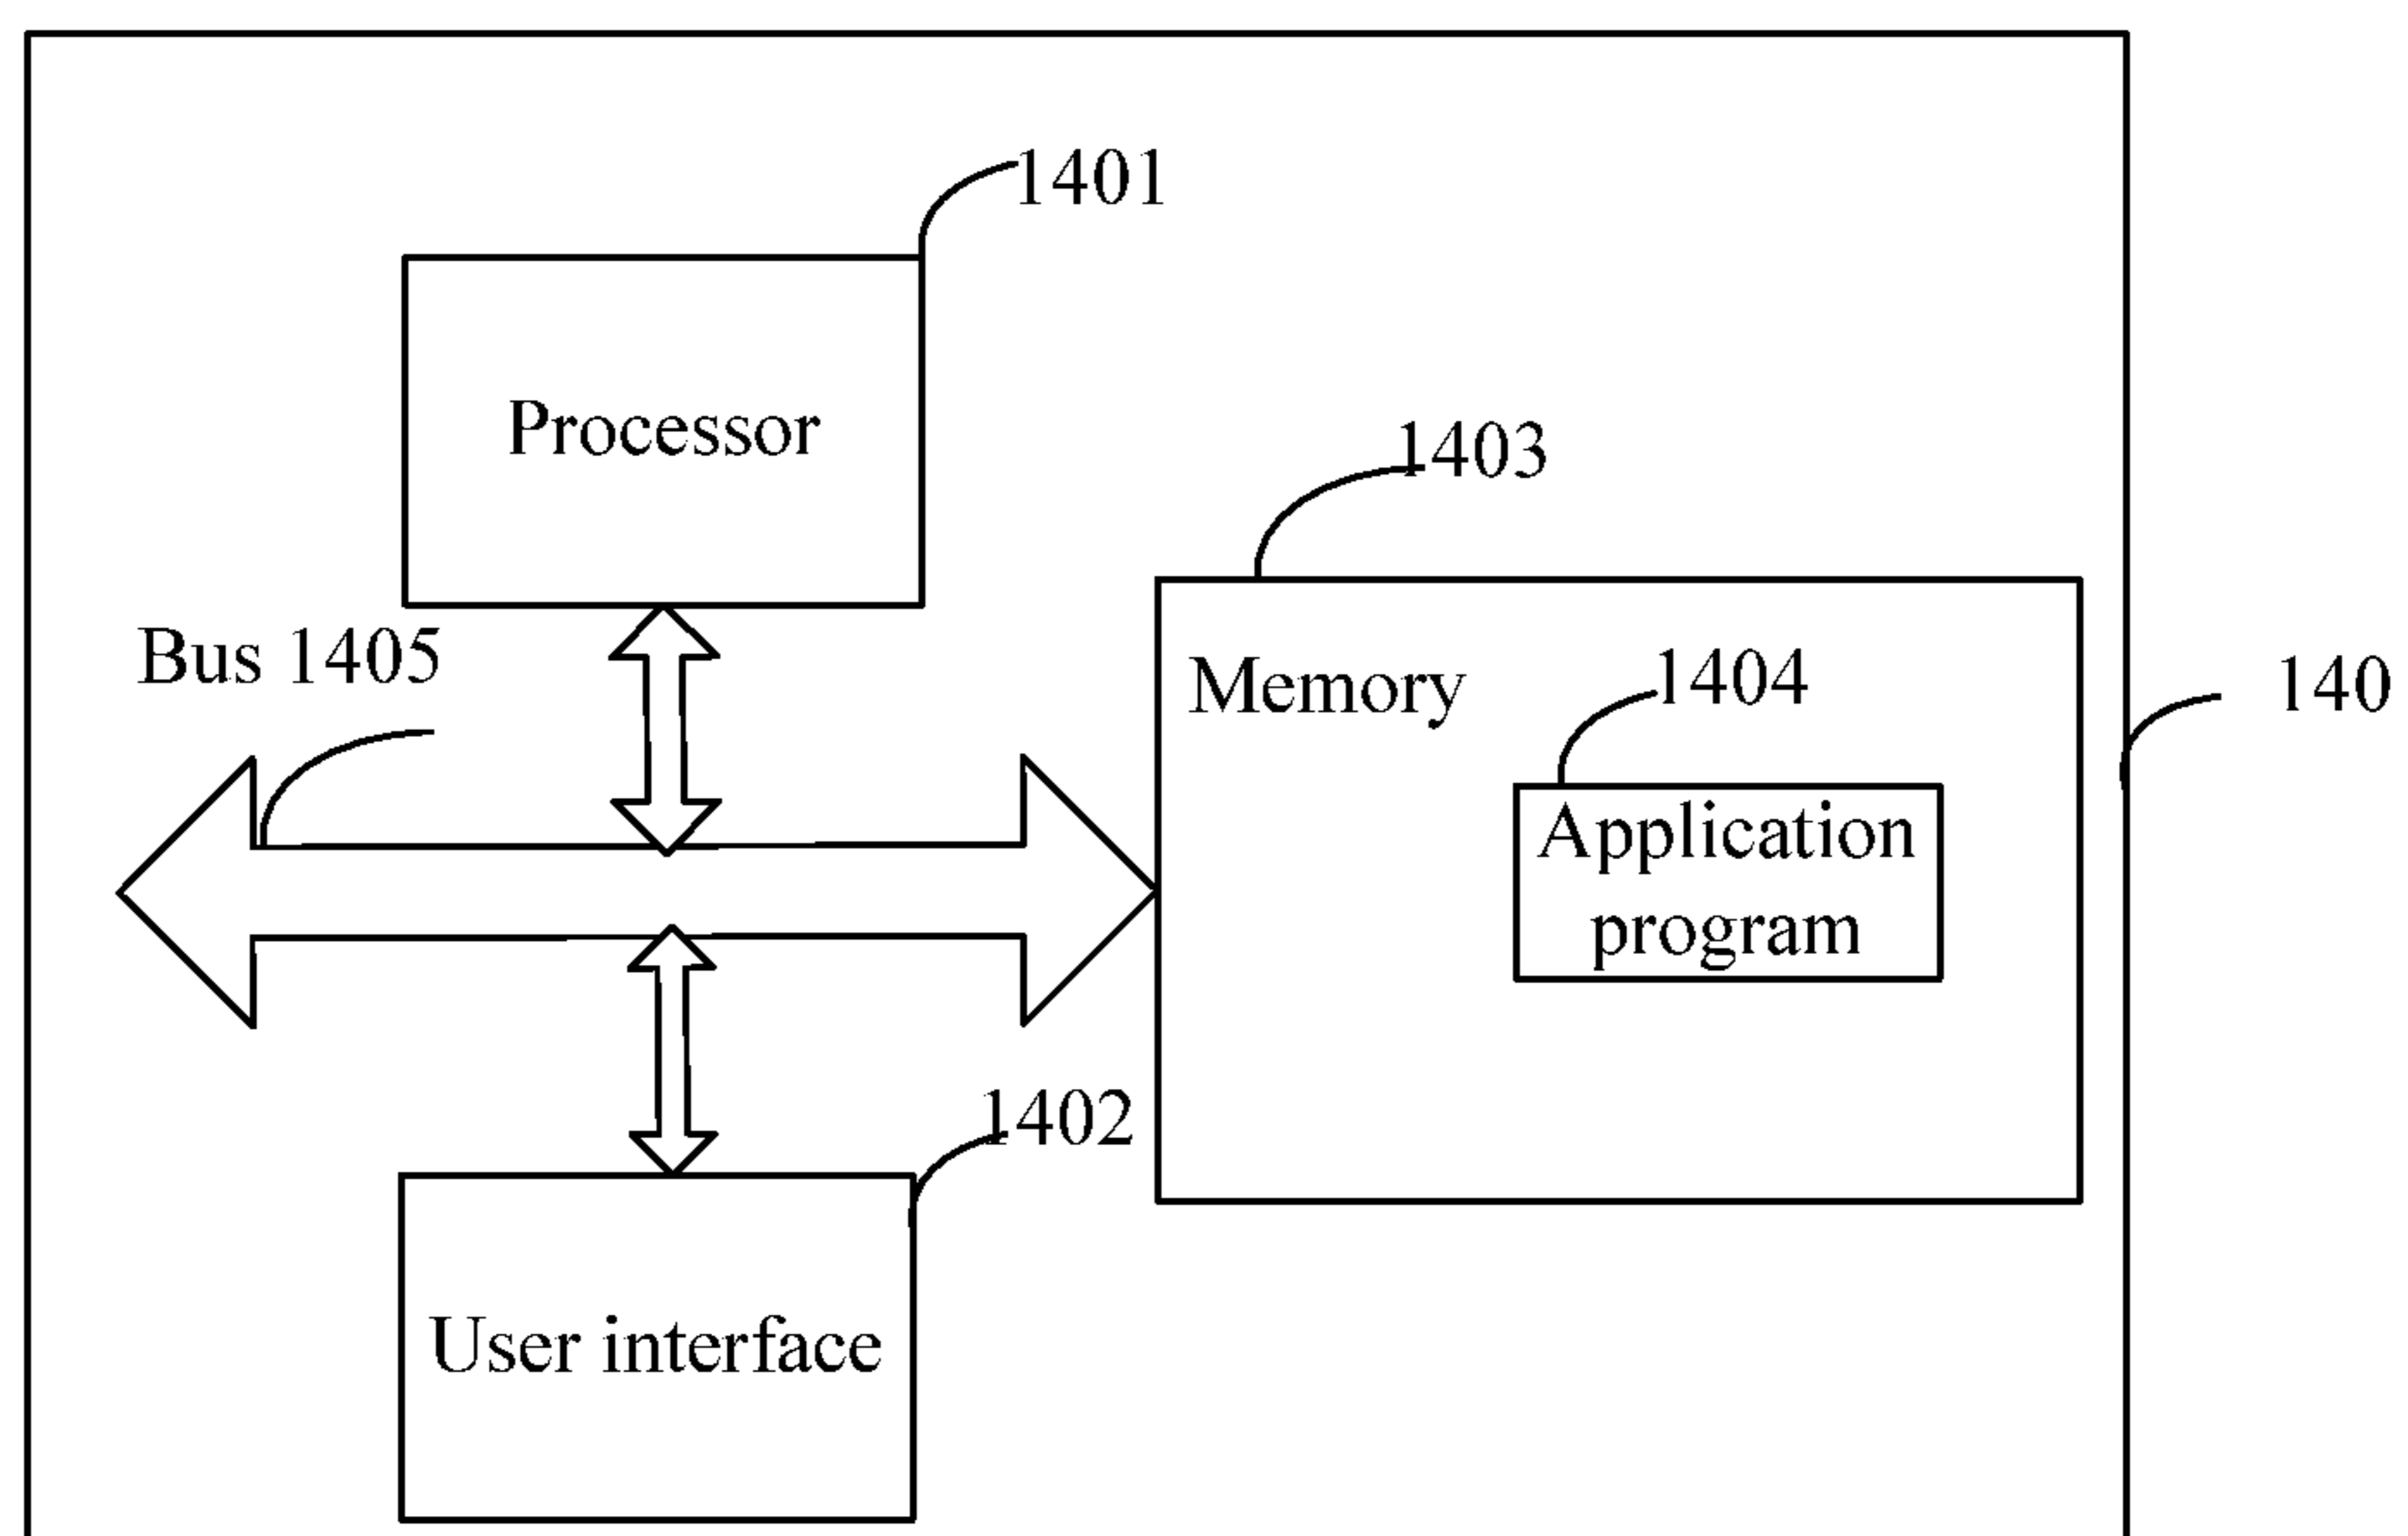 1401
Processor
1403
Bus 1405
Memory
1404
140
Application
program
1402
User interface